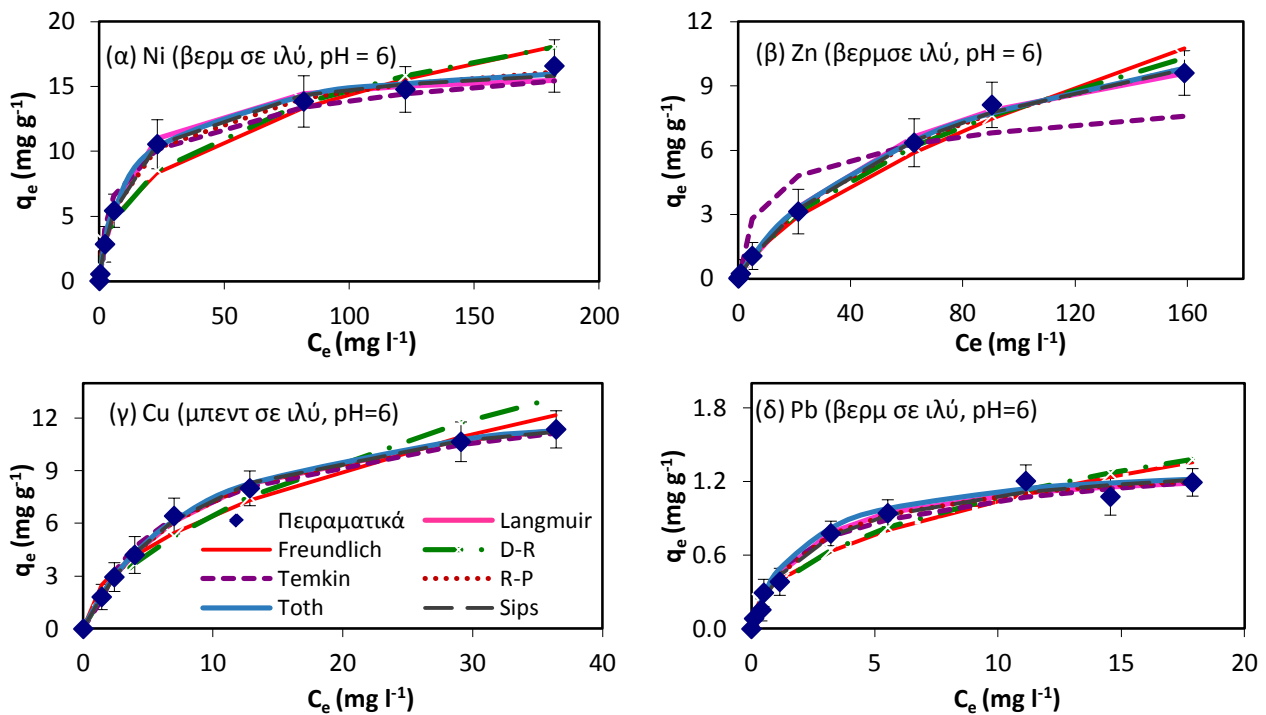 (α) Ni (βερμ σε ιλύ, pH = 6)
qe (mg g-1)
20
15
10
5
0
0 50 100 150 200
Ce (mg l-1)
(β) Zn (βερμσε ιλύ, pH = 6)
qe (mg g-1)
12
9
6
3
0
0 40 80 120 160
Ce (mg l-1)
(γ) Cu (μπεντ σε ιλύ, pH=6)
qe (mg g-1)
12
9
6
3
0
Πειραματικά Langmuir
Freundlich D-R
Temkin R-P
Toth Sips
0 10 20 30 40
Ce (mg l-1)
(δ) Pb (βερμ σε ιλύ, pH=6)
qe (mg g-1)
1.8
1.2
0.6
0.0
0 5 10 15 20
Ce (mg l-1)